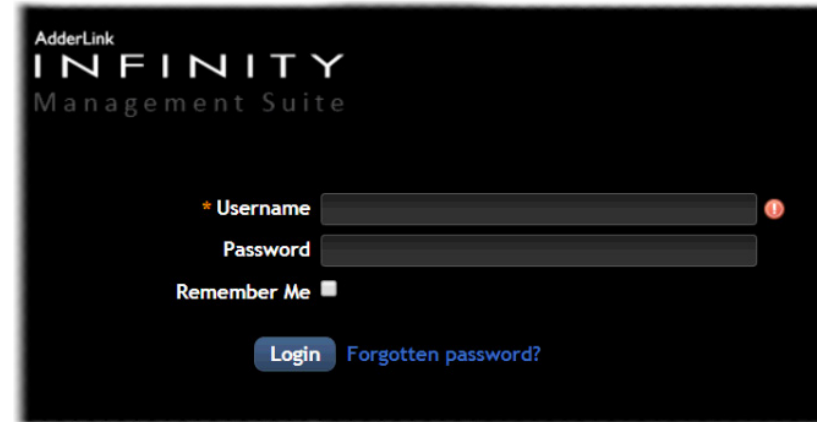 AdderLink
INFINITY
Management Suite
* Username
Password
Remember Me
Login Forgotten password?